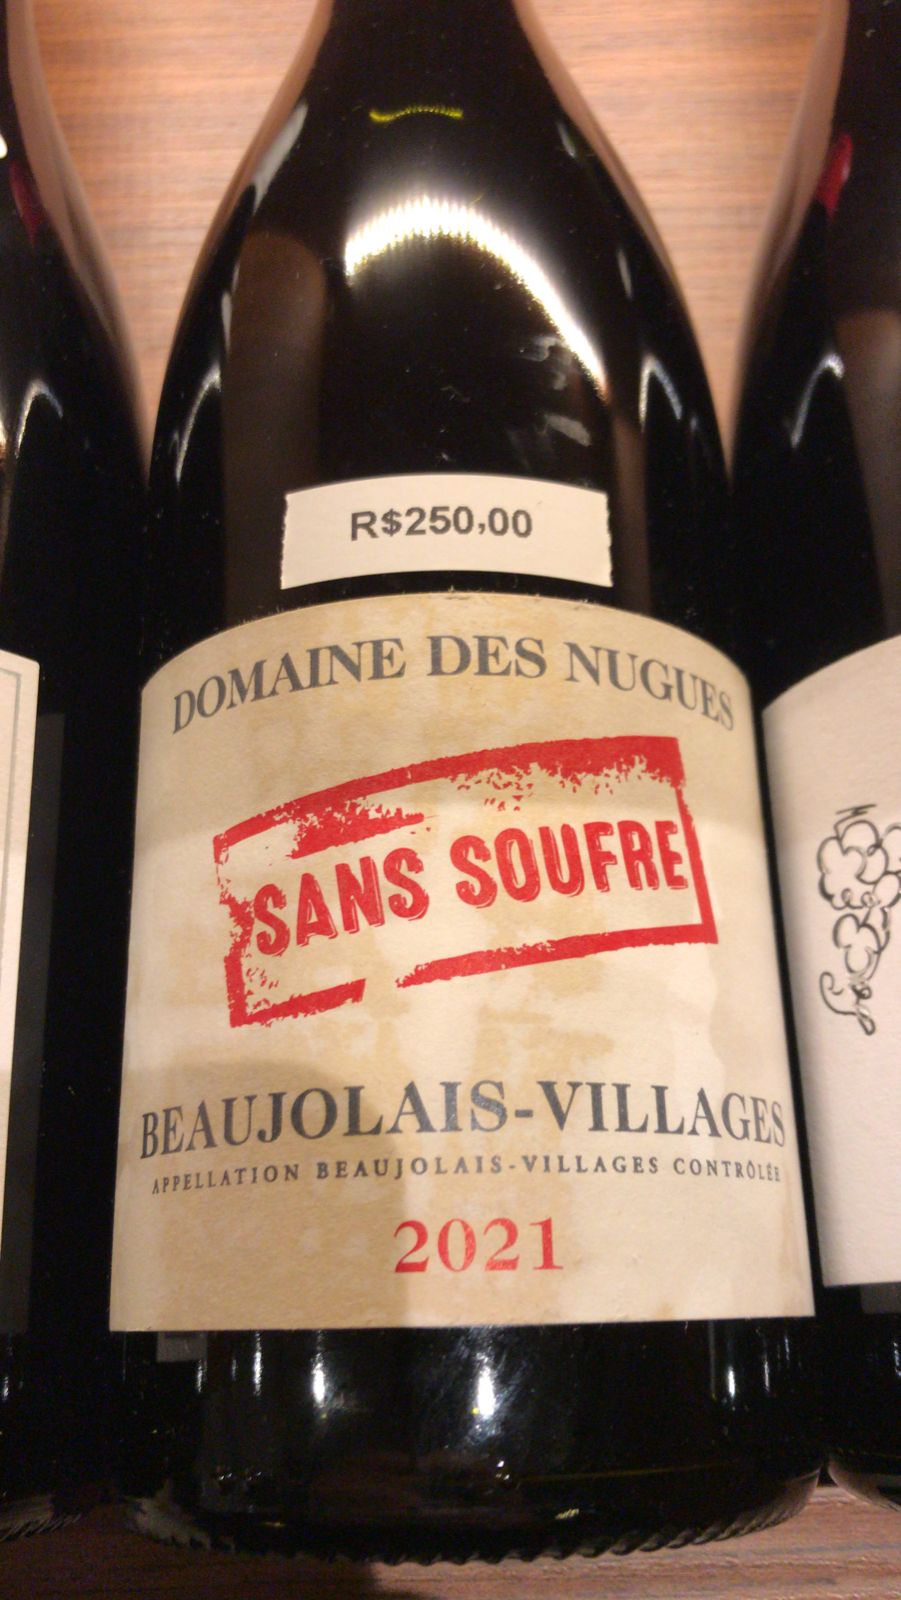 R$250,00
DOMAINE DES NUGUES
SANS SOUFRE
BEAUJOLAIS-VILLAGES
APPELLATION BEAUJOLAIS-VILLAGES CONTRÔLÉE
2021